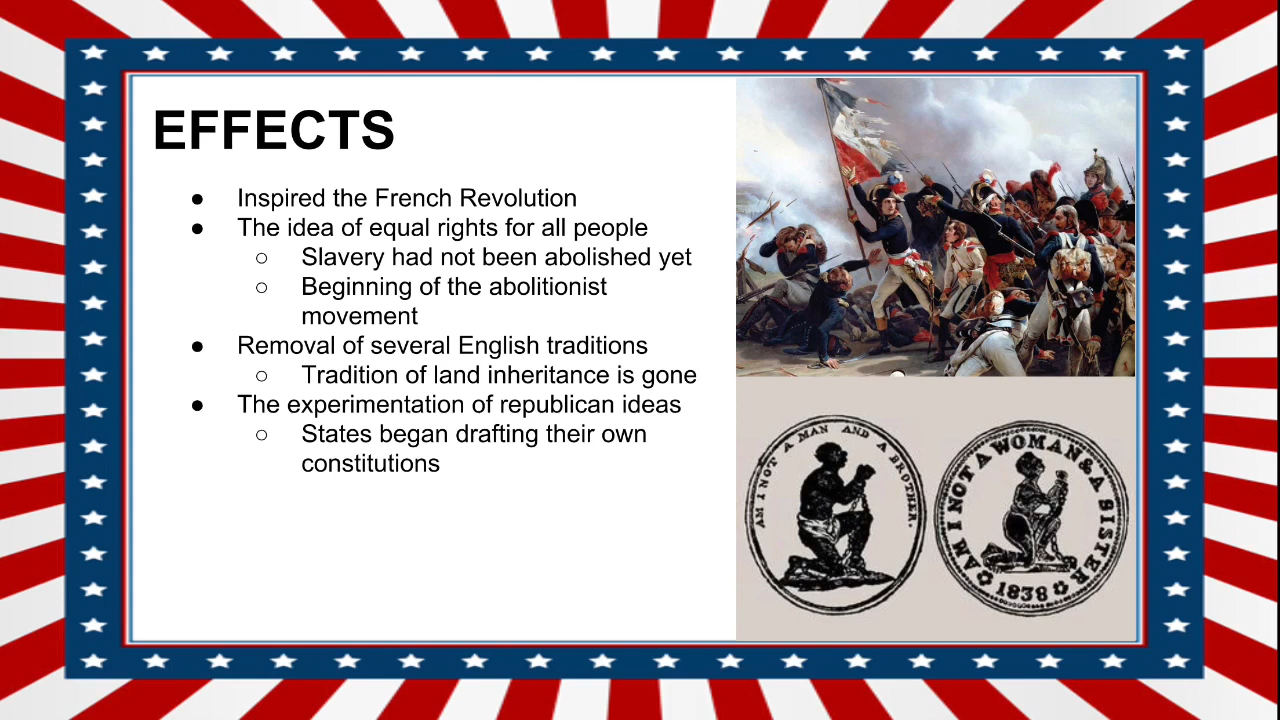 EFFECTS
● Inspired the French Revolution
● The idea of equal rights for all people
○ Slavery had not been abolished yet
○ Beginning of the abolitionist
movement
● Removal of several English traditions
○ Tradition of land inheritance is gone
● The experimentation of republican ideas
○ States began drafting their own
constitutions
AM I NOT A MAN AND A BROTHER.
AM I NOT A WOMAN & A SISTER
1838